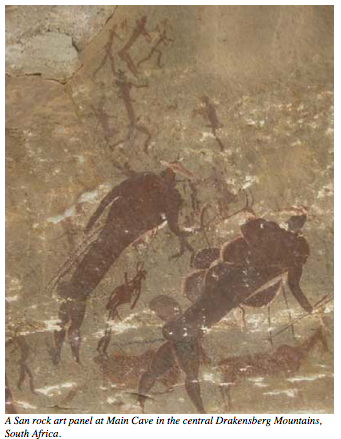 A San rock art panel at Main Cave in the central Drakensberg Mountains,
South Africa.